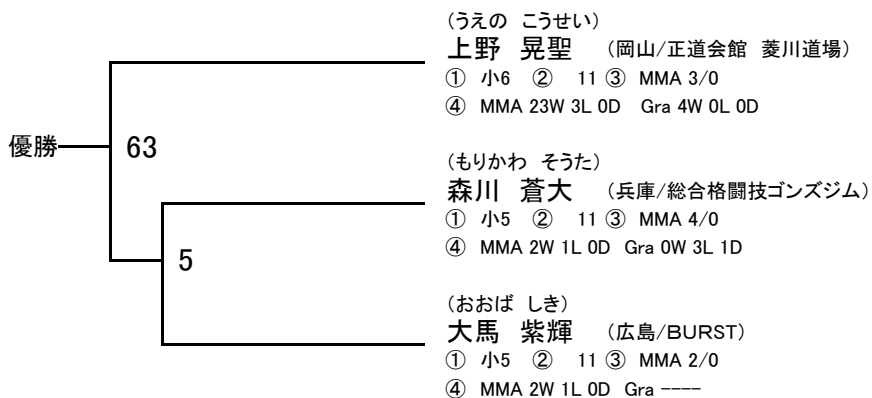 (うえの こうせい)
上野 晃聖 (岡山/正道会館 菱川道場)
① 小6 ② 11 ③ MMA 3/0
④ MMA 23W 3L 0D Gra 4W 0L 0D
優勝
63
(もりかわ そうた)
森川 蒼大 (兵庫/総合格闘技ゴンズジム)
① 小5 ② 11 ③ MMA 4/0
④ MMA 2W 1L 0D Gra 0W 3L 1D
5
(おおば しき)
大馬 紫輝 (広島/BURST)
① 小5 ② 11 ③ MMA 2/0
④ MMA 2W 1L 0D Gra ----